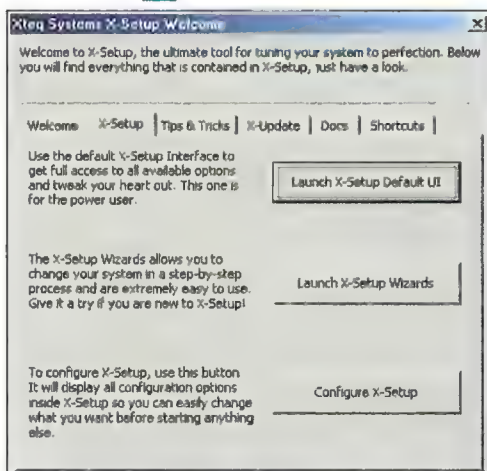 Xteq Systems X-Setup Welcome
Welcome to X-Setup, the ultimate tool for tuning your system to perfection. Below
you will find everything that is contained in X-Setup, just have a look.
Welcome X-Setup Tips & Tricks X-Update Docs Shortcuts
Use the default X-Setup Interface to
get full access to all available options
and tweak your heart out. This one is
for the power user.
Launch X-Setup Default UI
The X-Setup Wizards allows you to
change your system in a step-by-step
process and are extremely easy to use.
Give it a try if you are new to X-Setup!
Launch X-Setup Wizards
To configure X-Setup, use this button
It will display all configuration options
inside X-Setup so you can easily change
what you want before starting anything
else.
Configure X-Setup